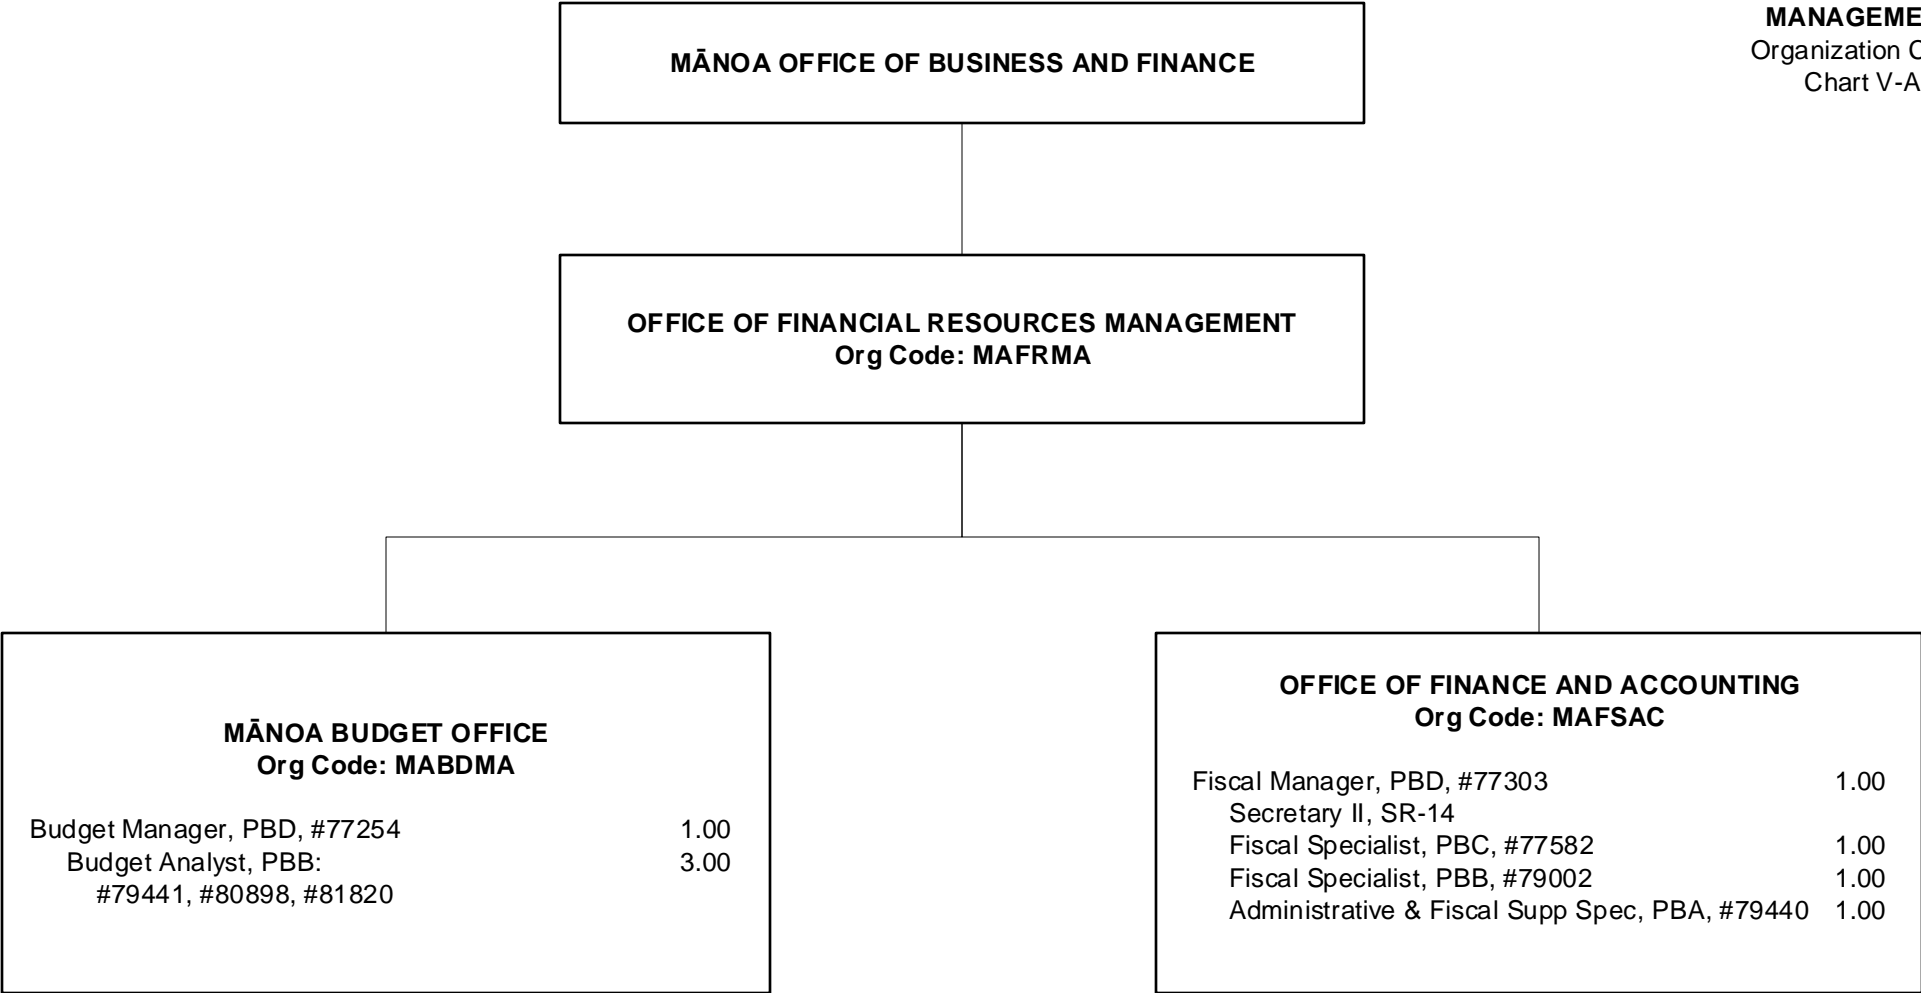 MANAGEME
Organization C
Chart V-A
MĀNOA OFFICE OF BUSINESS AND FINANCE
OFFICE OF FINANCIAL RESOURCES MANAGEMENT
Org Code: MAFRMA
MĀNOA BUDGET OFFICE
Org Code: MABDMA
Budget Manager, PBD, #77254 1.00
Budget Analyst, PBB: 3.00
#79441, #80898, #81820
OFFICE OF FINANCE AND ACCOUNTING
Org Code: MAFSAC
Fiscal Manager, PBD, #77303 1.00
Secretary II, SR-14
Fiscal Specialist, PBC, #77582 1.00
Fiscal Specialist, PBB, #79002 1.00
Administrative & Fiscal Supp Spec, PBA, #79440 1.00